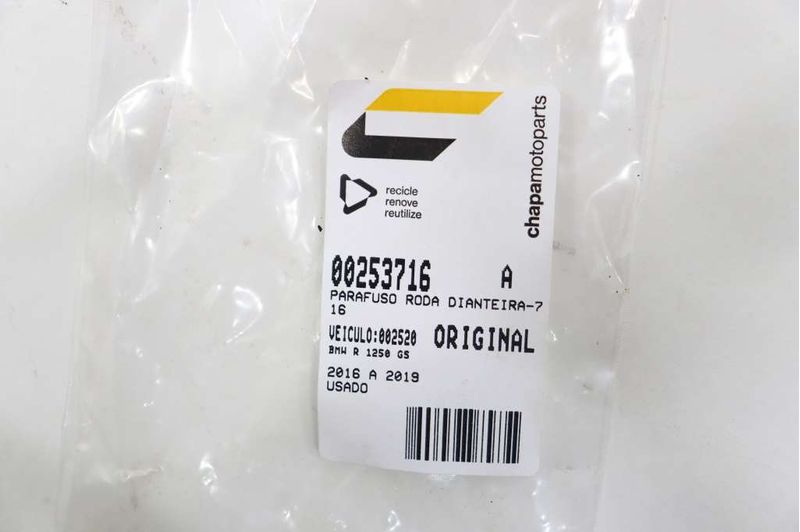 chapamotoparts
recicle
renove
reutilize
00253716 A
PARAFUSO RODA DIANTEIRA-7
16
VEICULO:002520 ORIGINAL
BMW R 1250 GS
2016 A 2019
USADO